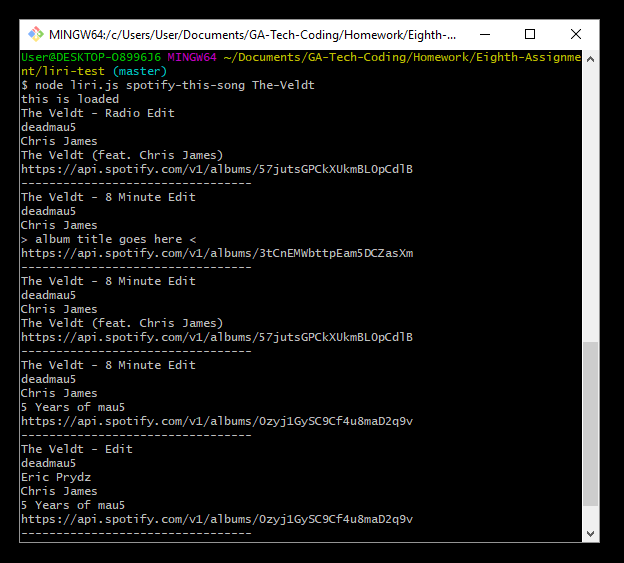 MINGW64:/c/Users/User/Documents/GA-Tech-Coding/Homework/Eighth-...
User@DESKTOP-O8996J6 MINGW64 ~/Documents/GA-Tech-Coding/Homework/Eighth-Assignme
nt/liri-test (master)
$ node liri.js spotify-this-song The-Veldt
this is loaded
The Veldt - Radio Edit
deadmau5
Chris James
The Veldt (feat. Chris James)
https://api.spotify.com/v1/albums/57jutsGPCkXUkmBL0pCdlB
---------------------------------
The Veldt - 8 Minute Edit
deadmau5
Chris James
> album title goes here <
https://api.spotify.com/v1/albums/3tCnEMWbttpEam5DCZasXm
---------------------------------
The Veldt - 8 Minute Edit
deadmau5
Chris James
The Veldt (feat. Chris James)
https://api.spotify.com/v1/albums/57jutsGPCkXUkmBL0pCdlB
---------------------------------
The Veldt - 8 Minute Edit
deadmau5
Chris James
5 Years of mau5
https://api.spotify.com/v1/albums/0zyj1GySC9Cf4u8maD2q9v
---------------------------------
The Veldt - Edit
deadmau5
Eric Prydz
Chris James
5 Years of mau5
https://api.spotify.com/v1/albums/0zyj1GySC9Cf4u8maD2q9v
---------------------------------